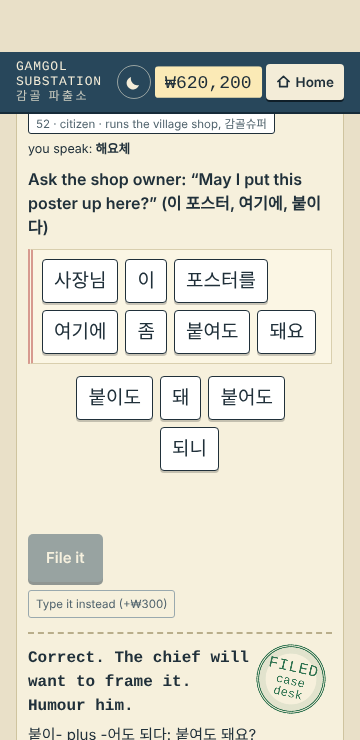 GAMGOL
SUBSTATION
감골 파출소
₩620,200
Home
52 · citizen · runs the village shop, 감골슈퍼
you speak: 해요체
Ask the shop owner: “May I put this
poster up here?” (이 포스터, 여기에, 붙이
다)
사장님 이 포스터를
여기에 좀 붙여도 돼요
붙이도 돼 붙어도
되니
File it
Type it instead (+₩300)
Correct. The chief will
want to frame it.
Humour him.
FILED
case
desk
붙이- plus -어도 되다: 붙여도 돼요?